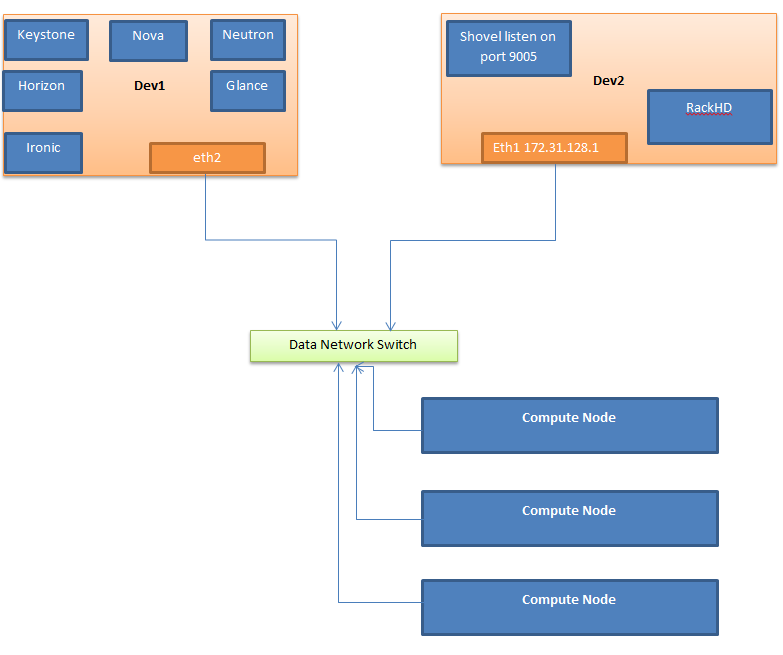 Keystone
Nova
Neutron
Horizon
Dev1
Glance
Ironic
eth2
Shovel listen on
port 9005
Dev2
RackHD
Eth1 172.31.128.1
Data Network Switch
Compute Node
Compute Node
Compute Node